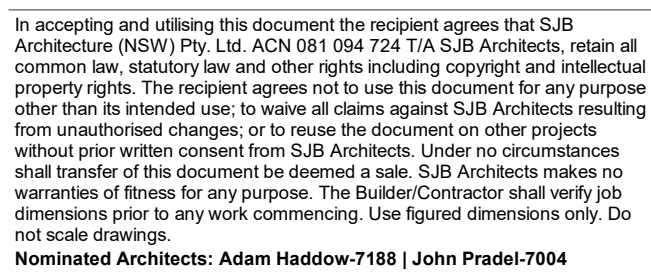 In accepting and utilising this document the recipient agrees that SJB
Architecture (NSW) Pty. Ltd. ACN 081 094 724 T/A SJB Architects, retain all
common law, statutory law and other rights including copyright and intellectual
property rights. The recipient agrees not to use this document for any purpose
other than its intended use; to waive all claims against SJB Architects resulting
from unauthorised changes; or to reuse the document on other projects
without prior written consent from SJB Architects. Under no circumstances
shall transfer of this document be deemed a sale. SJB Architects makes no
warranties of fitness for any purpose. The Builder/Contractor shall verify job
dimensions prior to any work commencing. Use figured dimensions only. Do
not scale drawings.
Nominated Architects: Adam Haddow-7188 | John Pradel-7004